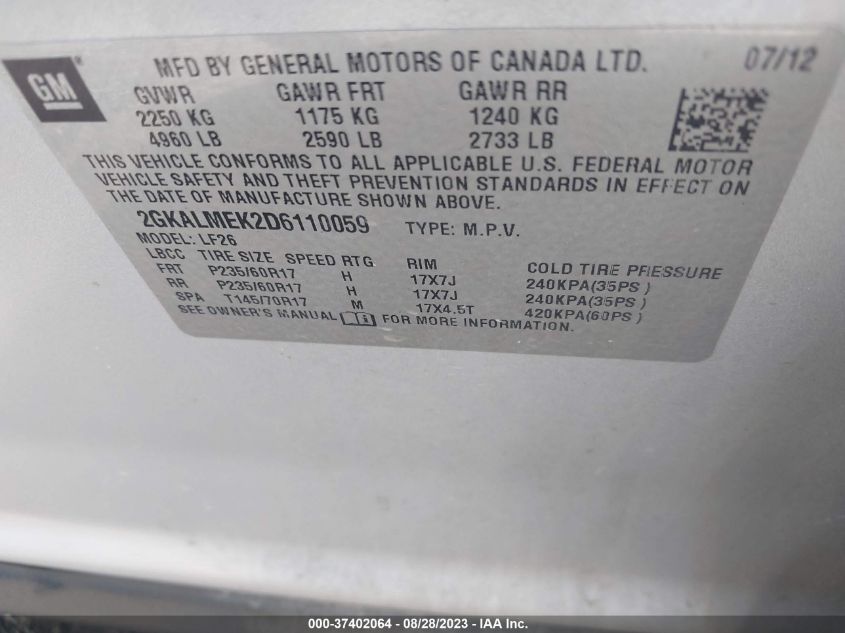 GM®
MFD BY GENERAL MOTORS OF CANADA LTD. 07/12
GVWR GAWR FRT GAWR RR
2250 KG 1175 KG 1240 KG
4960 LB 2590 LB 2733 LB
THIS VEHICLE CONFORMS TO ALL APPLICABLE U.S. FEDERAL MOTOR
VEHICLE SAFETY AND THEFT PREVENTION STANDARDS IN EFFECT ON
THE DATE OF MANUFACTURE SHOWN ABOVE.
2GKALMEK2D6110059 TYPE: M.P.V.
MODEL: LF26
LBCC TIRE SIZE SPEED RTG RIM COLD TIRE PRESSURE
FRT P235/60R17 H 17X7J 240KPA(35PS )
RR P235/60R17 H 17X7J 240KPA(35PS )
SPA T145/70R17 M 17X4.5T 420KPA(60PS )
SEE OWNER'S MANUAL FOR MORE INFORMATION.
000-37402064 - 08/28/2023 - IAA Inc.